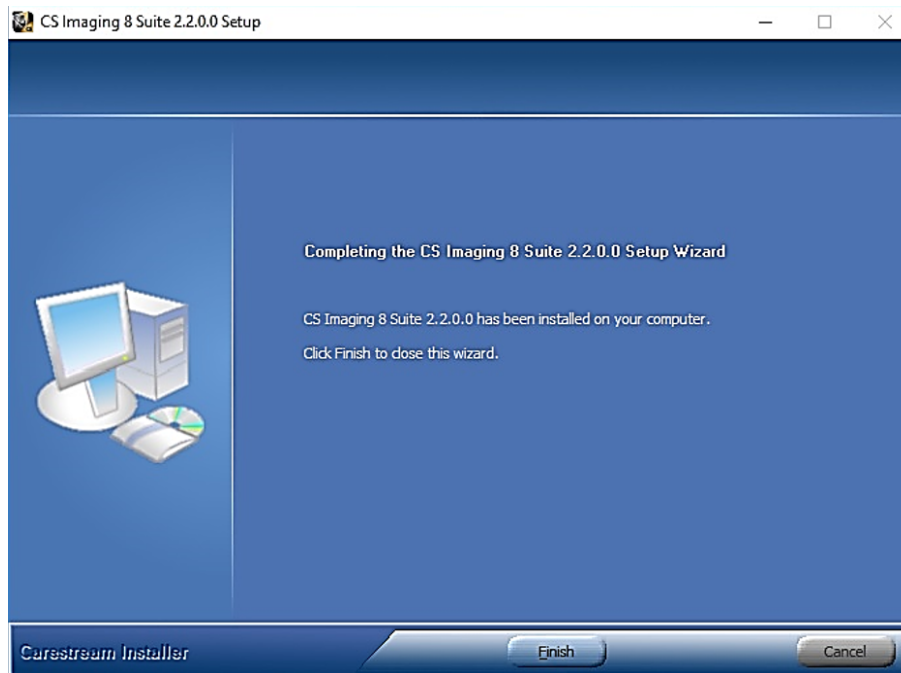 CS Imaging 8 Suite 2.2.0.0 Setup
Completing the CS Imaging 8 Suite 2.2.0.0 Setup Wizard
CS Imaging 8 Suite 2.2.0.0 has been installed on your computer.
Click Finish to close this wizard.
Carestream Installer
Finish
Cancel